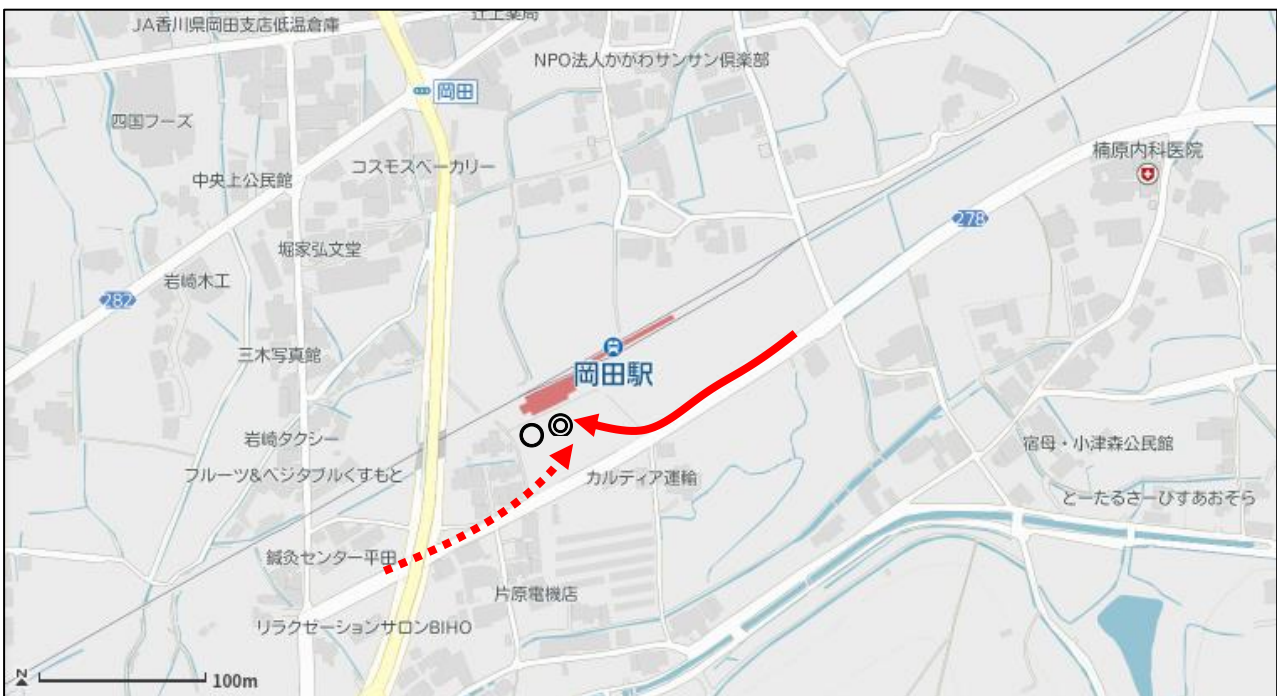 JA香川県岡田支店低温倉庫
辻上薬局
NPO法人かがわサンサン倶楽部
岡田
四国フーズ
コスモスベーカリー
楠原内科医院
中央上公民館
278
堀家弘文堂
岩崎木工
282
三木写真館
岡田駅
岩崎タクシー
宿母・小津森公民館
フルーツ&ベジタブルくすもと
カルディア運輸
とーたるさーひすあおぞら
鍼灸センター平田
片原電機店
リラクゼーションサロンBIHO
N
100m